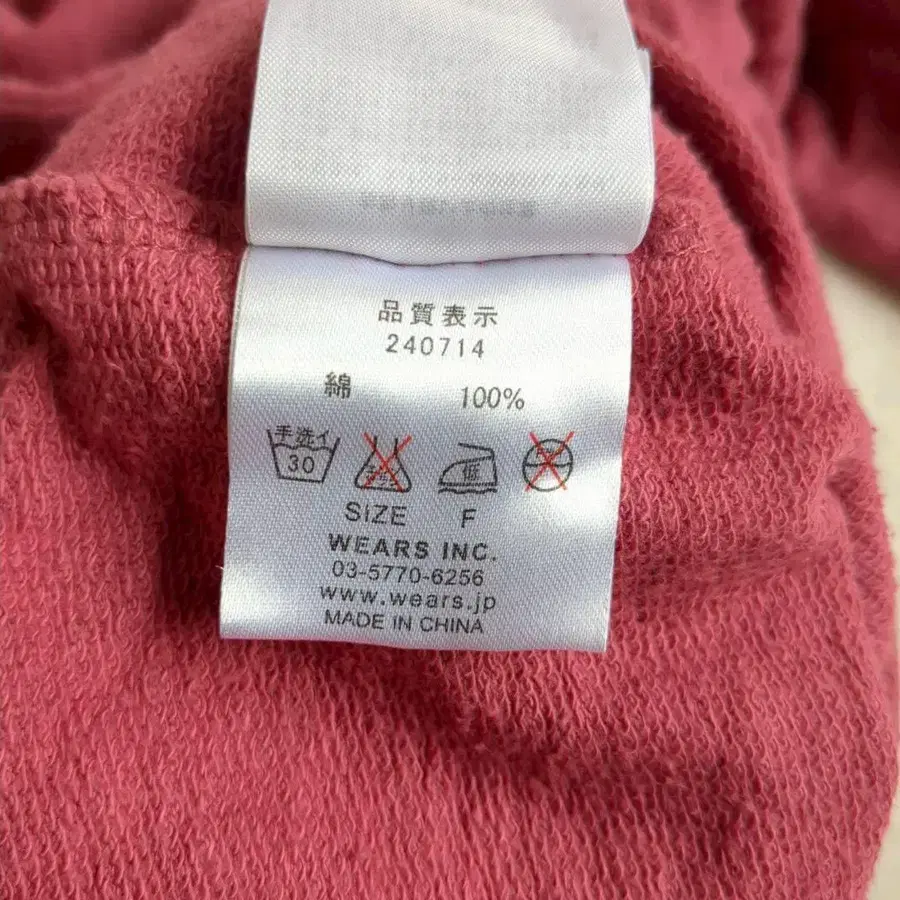 品質表示
240714
綿 100%
手洗イ
30
低
SIZE F
WEARS INC.
03-5770-6256
www.wears.jp
MADE IN CHINA